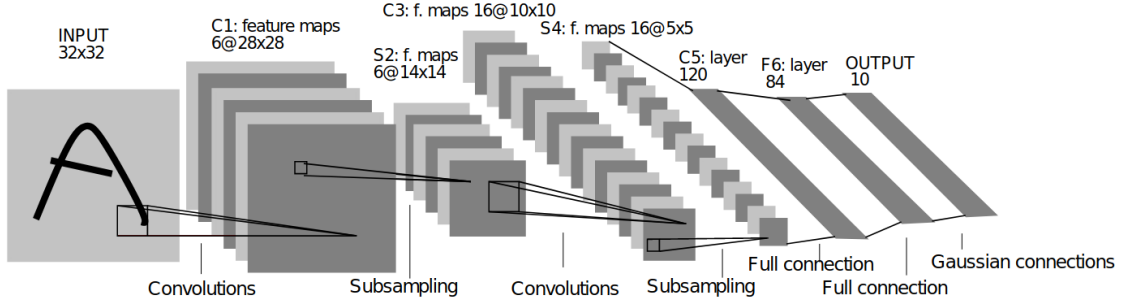 INPUT
32x32
C1: feature maps
6@28x28
S2: f. maps
6@14x14
C3: f. maps 16@10x10
S4: f. maps 16@5x5
C5: layer
120
F6: layer
84
OUTPUT
10
Convolutions
Subsampling
Convolutions
Subsampling
Full connection
Full connection
Gaussian connections